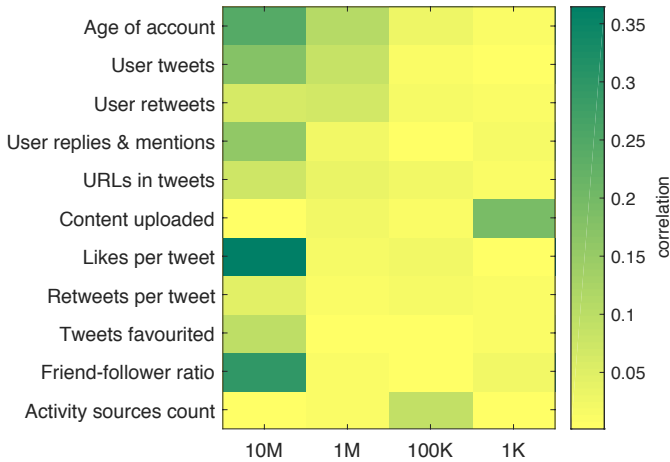 Age of account
User tweets
User retweets
User replies & mentions
URLs in tweets
Content uploaded
Likes per tweet
Retweets per tweet
Tweets favourited
Friend-follower ratio
Activity sources count
10M 1M 100K 1K
0.35
0.3
0.25
0.2
0.15
0.1
0.05
correlation